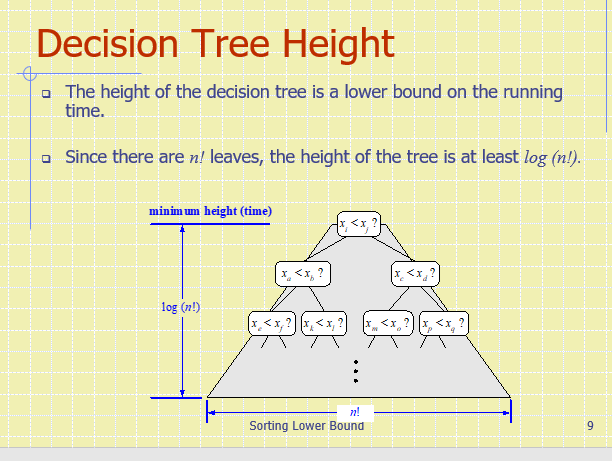 Decision Tree Height
The height of the decision tree is a lower bound on the running
time.
Since there are n! leaves, the height of the tree is at least log (n!).
minimum height (time)
x_i < x_j ?
x_a < x_b ?
x_c < x_d ?
log (n!)
x_e < x_f ?
x_k < x_l ?
x_m < x_o ?
x_p < x_q ?
n!
Sorting Lower Bound
9